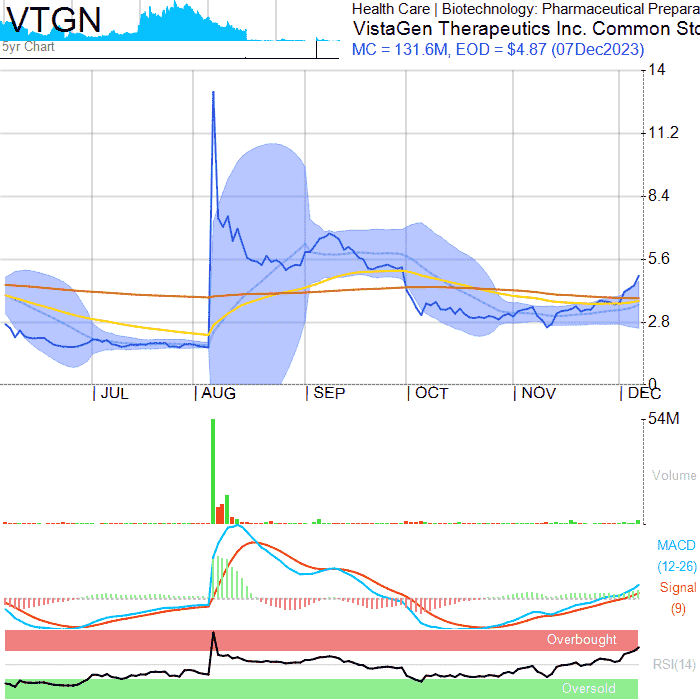 VTGN
5yr Chart
Health Care | Biotechnology: Pharmaceutical Prepara
VistaGen Therapeutics Inc. Common Sto
MC = 131.6M, EOD = $4.87 (07Dec2023)
14
11.2
8.4
5.6
2.8
0
| JUL | AUG | SEP | OCT | NOV | DEC
54M
Volume
MACD
(12-26)
Signal
(9)
Overbought
RSI(14)
Oversold